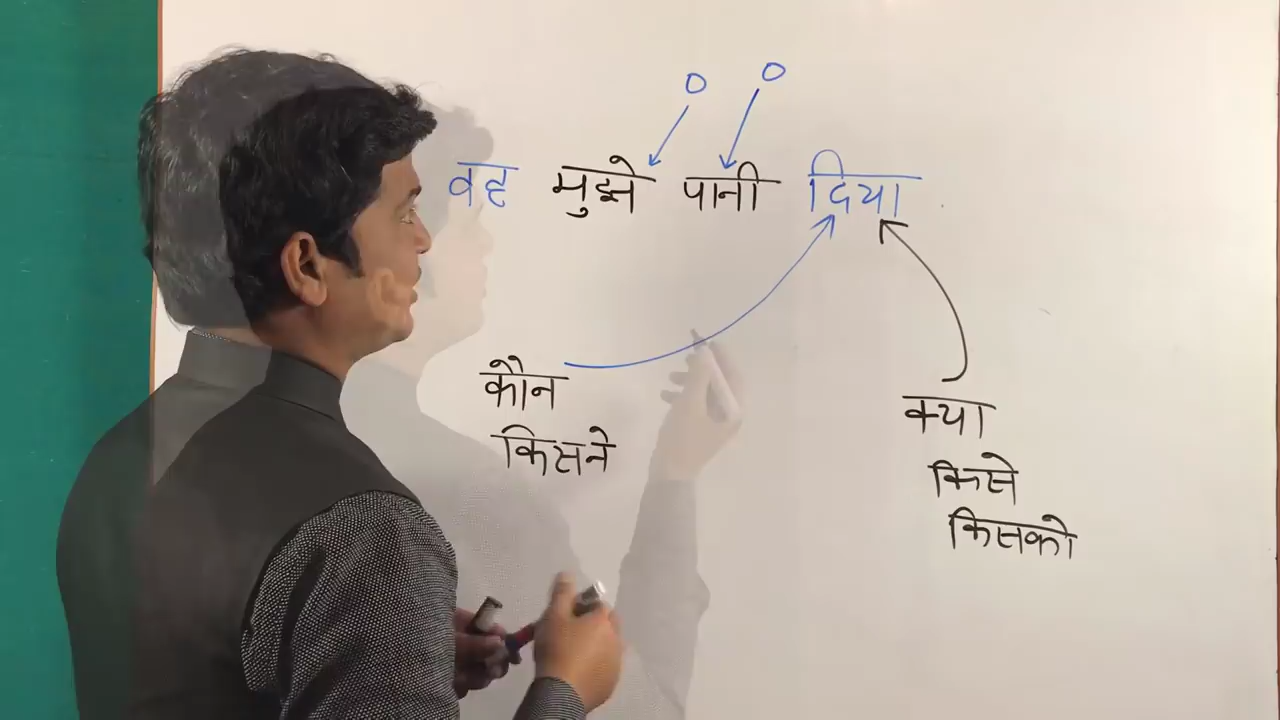 O O
वह मुझे पानी दिया
कौन
किसने
क्या
किसे
किसको